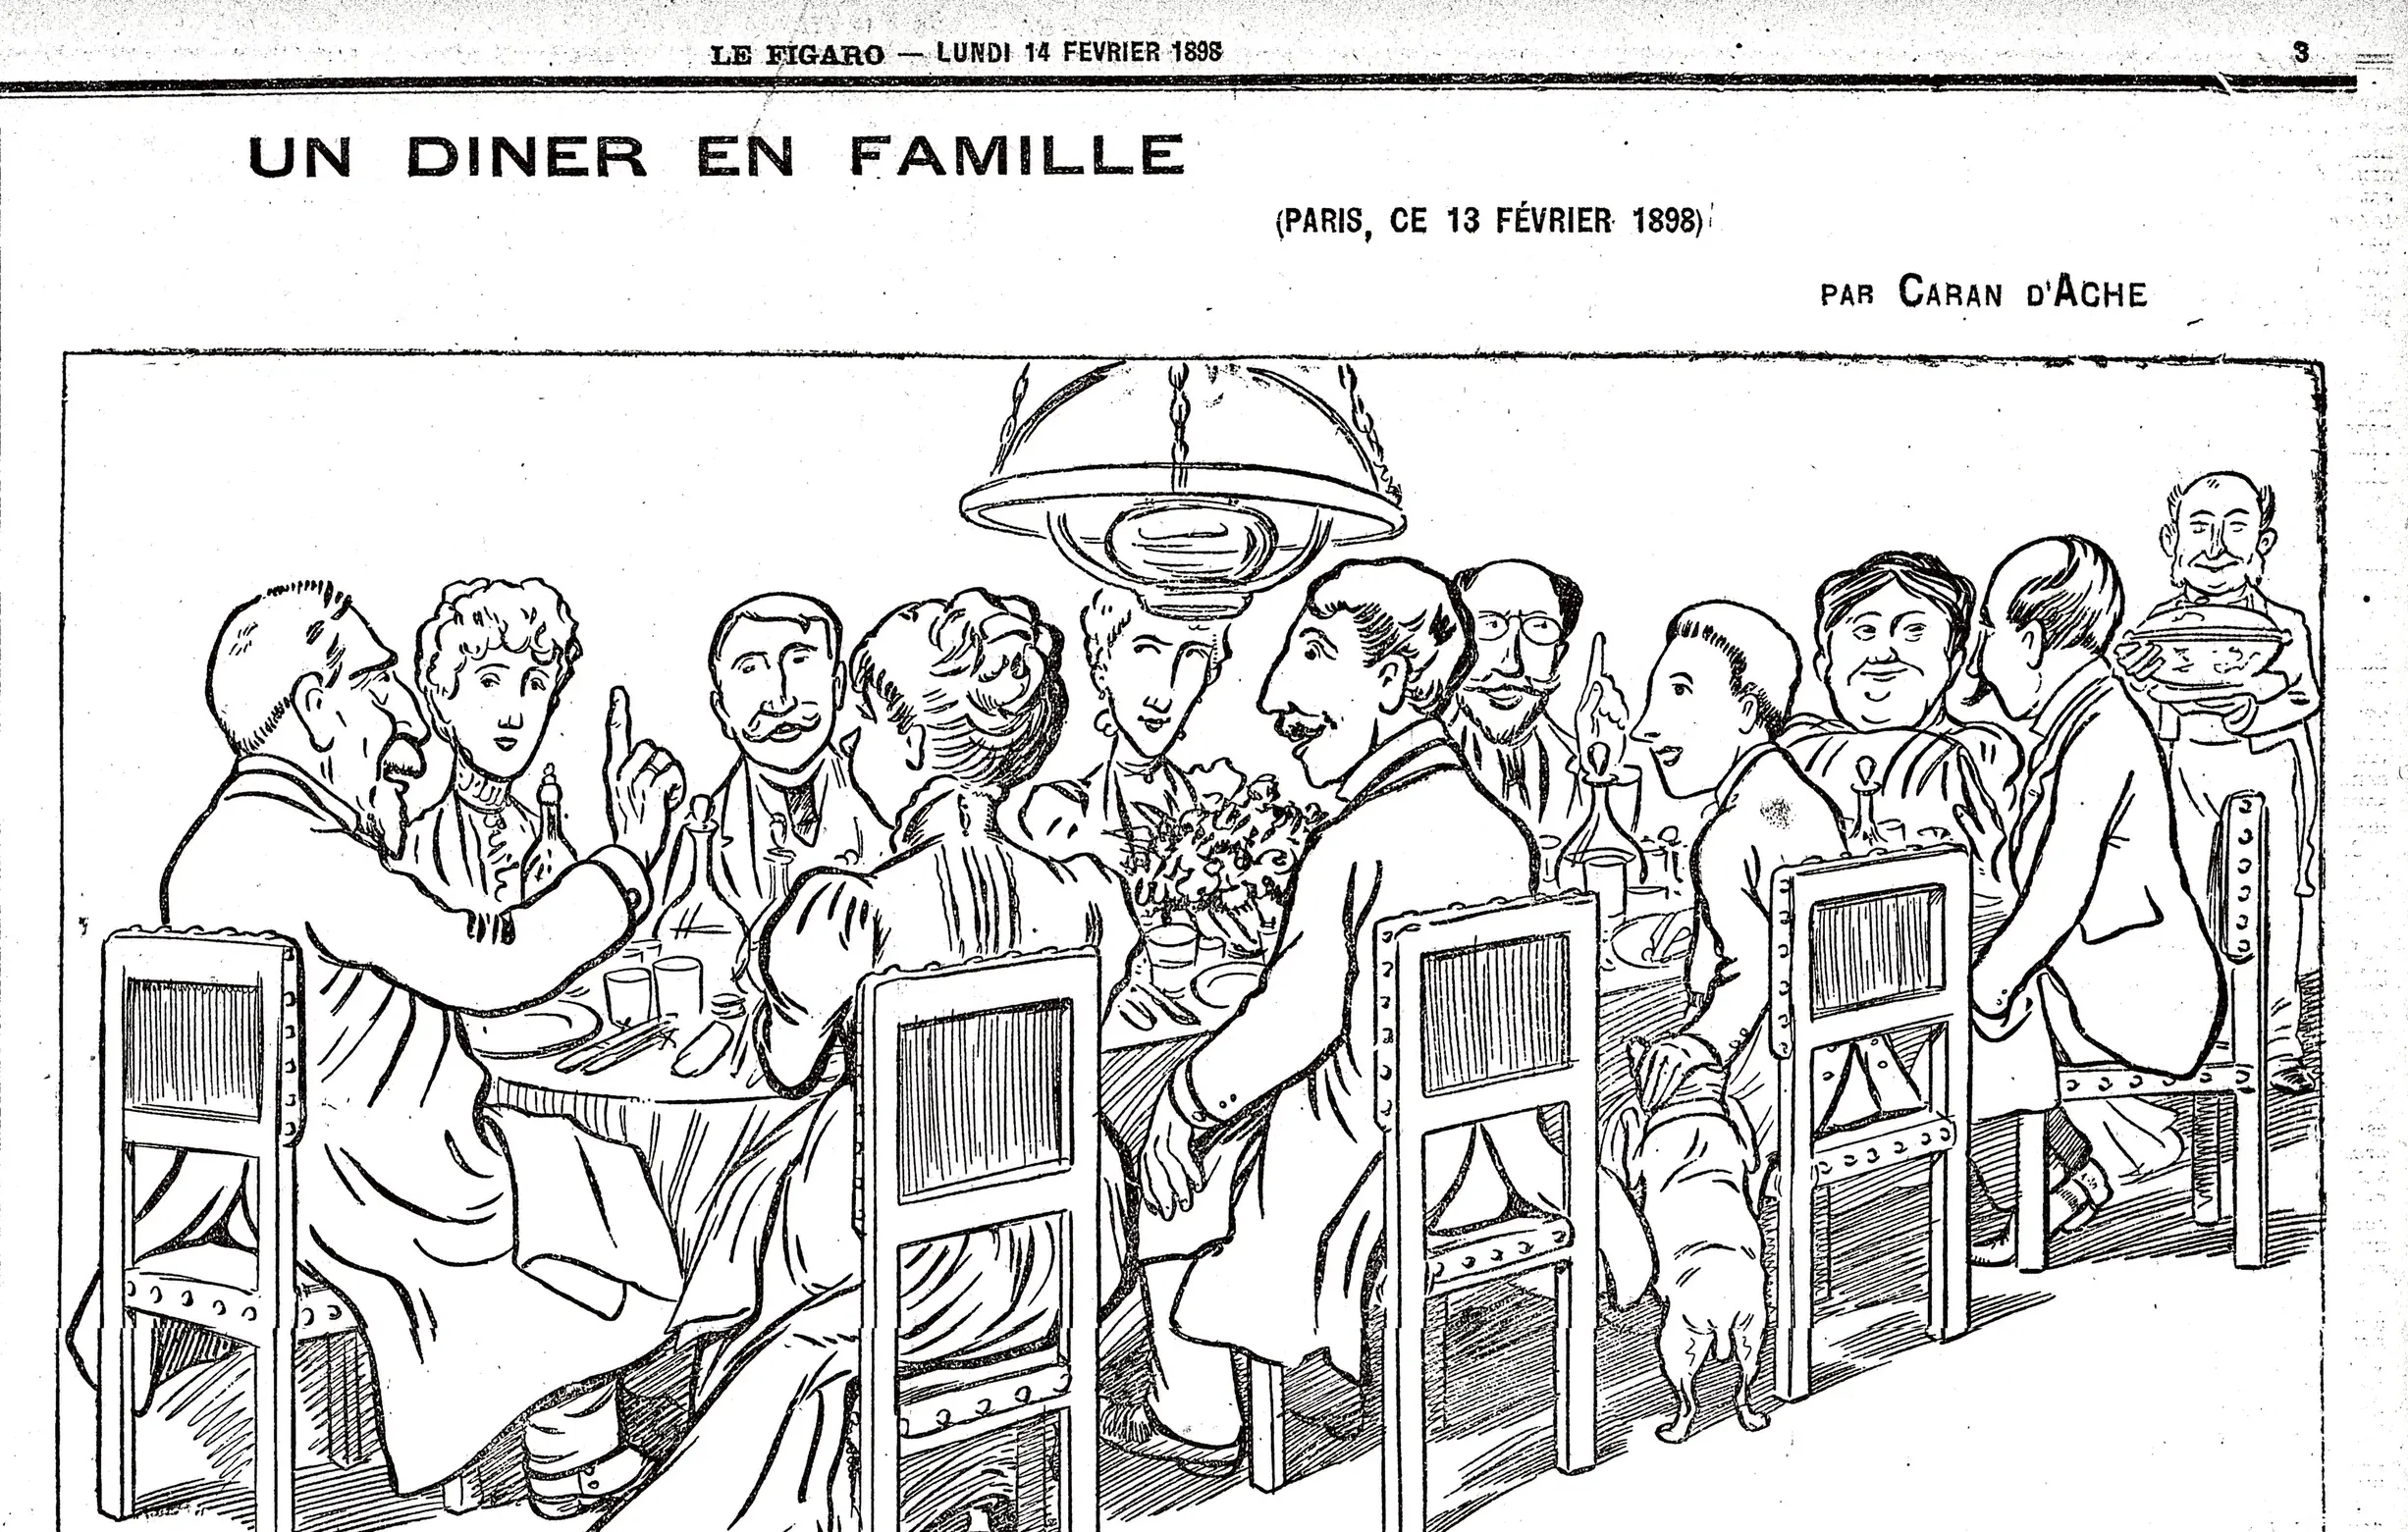 LE FIGARO — LUNDI 14 FEVRIER 1898
3
UN DINER EN FAMILLE
(PARIS, CE 13 FÉVRIER 1898)
PAR CARAN D'ACHE